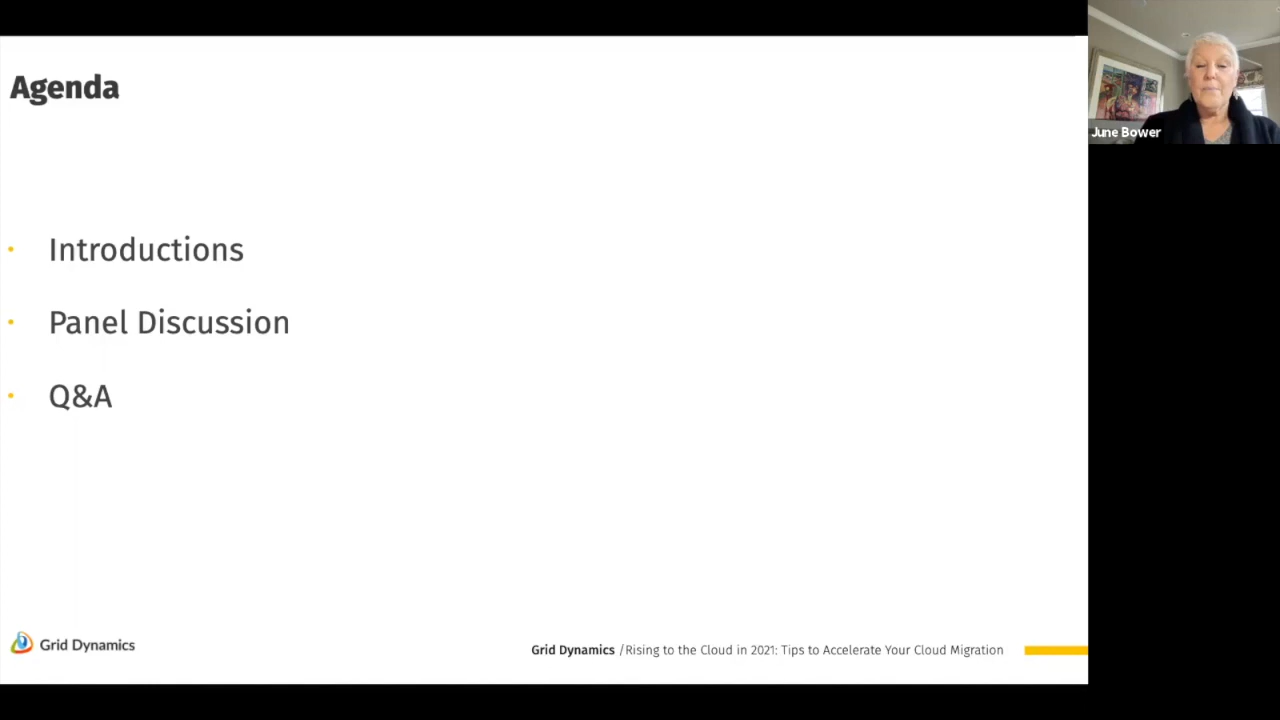 Agenda
June Bower
• Introductions
• Panel Discussion
• Q&A
Grid Dynamics
Grid Dynamics /Rising to the Cloud in 2021: Tips to Accelerate Your Cloud Migration